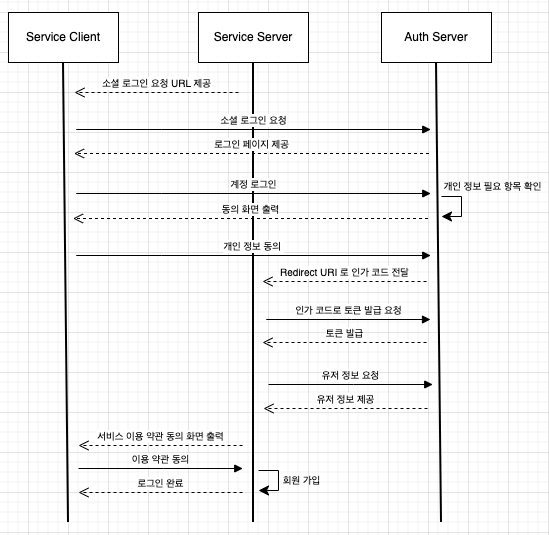 Service Client
Service Server
Auth Server
소셜 로그인 요청 URL 제공
소셜 로그인 요청
로그인 페이지 제공
계정 로그인
개인 정보 필요 항목 확인
동의 화면 출력
개인 정보 동의
Redirect URI 로 인가 코드 전달
인가 코드로 토큰 발급 요청
토큰 발급
유저 정보 요청
유저 정보 제공
서비스 이용 약관 동의 화면 출력
이용 약관 동의
회원 가입
로그인 완료